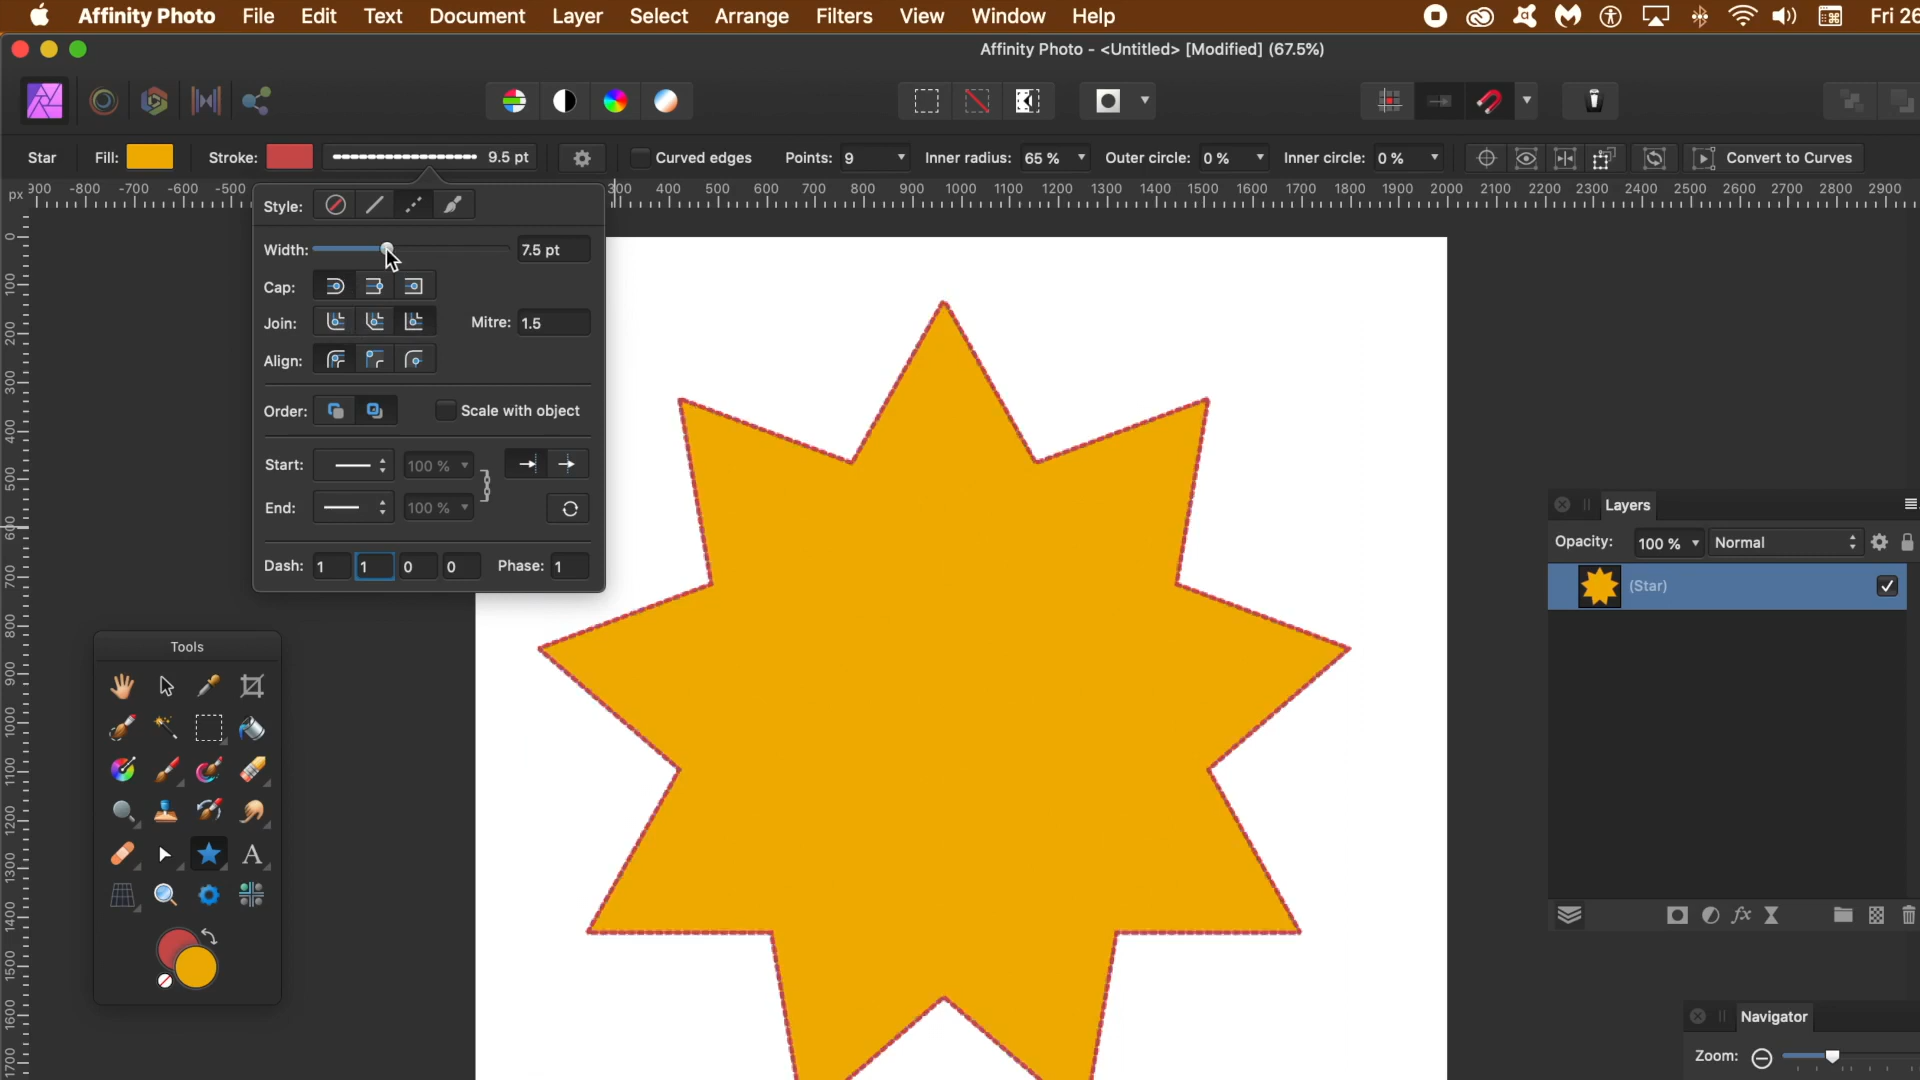 Affinity Photo File Edit Text Document Layer Select Arrange Filters View Window Help Fri 26
Affinity Photo - <Untitled> [Modified] (67.5%)
Star Fill: Stroke: 9.5 pt Curved edges Points: 9 Inner radius: 65 % Outer circle: 0 % Inner circle: 0 % Convert to Curves
px 900 -800 -700 -600 -500 300 400 500 600 700 800 900 1000 1100 1200 1300 1400 1500 1600 1700 1800 1900 2000 2100 2200 2300 2400 2500 2600 2700 2800 2900
Style:
Width: 7.5 pt
Cap:
Join: Mitre: 1.5
Align:
Order: Scale with object
Start: 100 %
End: 100 %
Dash: 1 1 0 0 Phase: 1
0
100
200
300
400
500
600
700
800
900
1000
1100
1200
1300
1400
1500
1600
1700
Tools
A
Layers
Opacity: 100 % Normal
(Star)
fx
Navigator
Zoom: